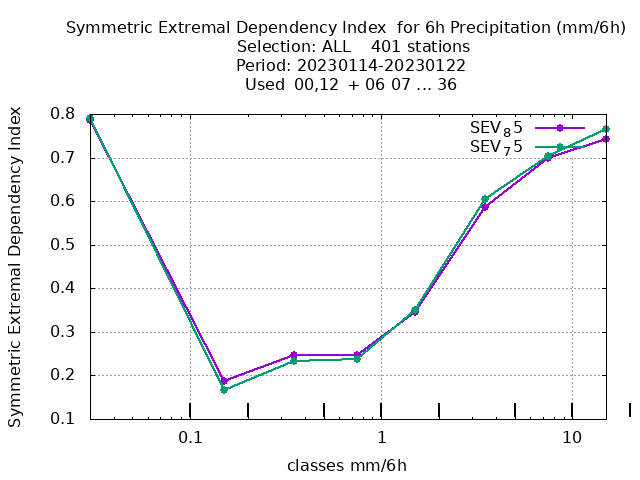 Symmetric Extremal Dependency Index  for 6h Precipitation (mm/6h)
Selection: ALL    401 stations
Period: 20230114-20230122
Used  00,12  + 06 07 ... 36
Symmetric Extremal Dependency Index
0.8
0.7
0.6
0.5
0.4
0.3
0.2
0.1
SEV₈5
SEV₇5
0.1 1 10
classes mm/6h